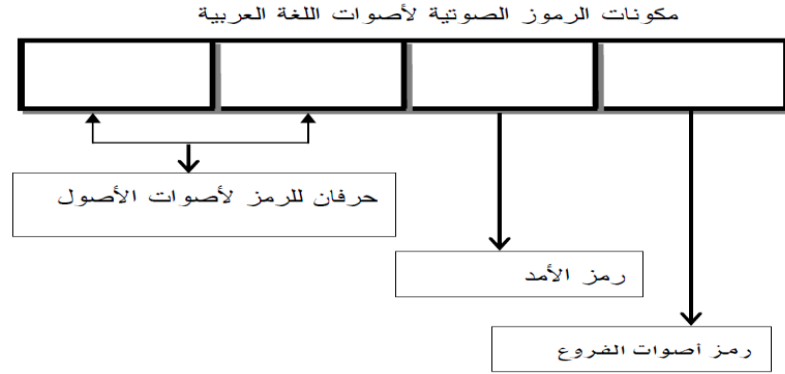 مكونات الرموز الصوتية لأصوات اللغة العربية
حرفان للرمز لأصوات الأصول
رمز الأمد
رمز أصوات الفروع